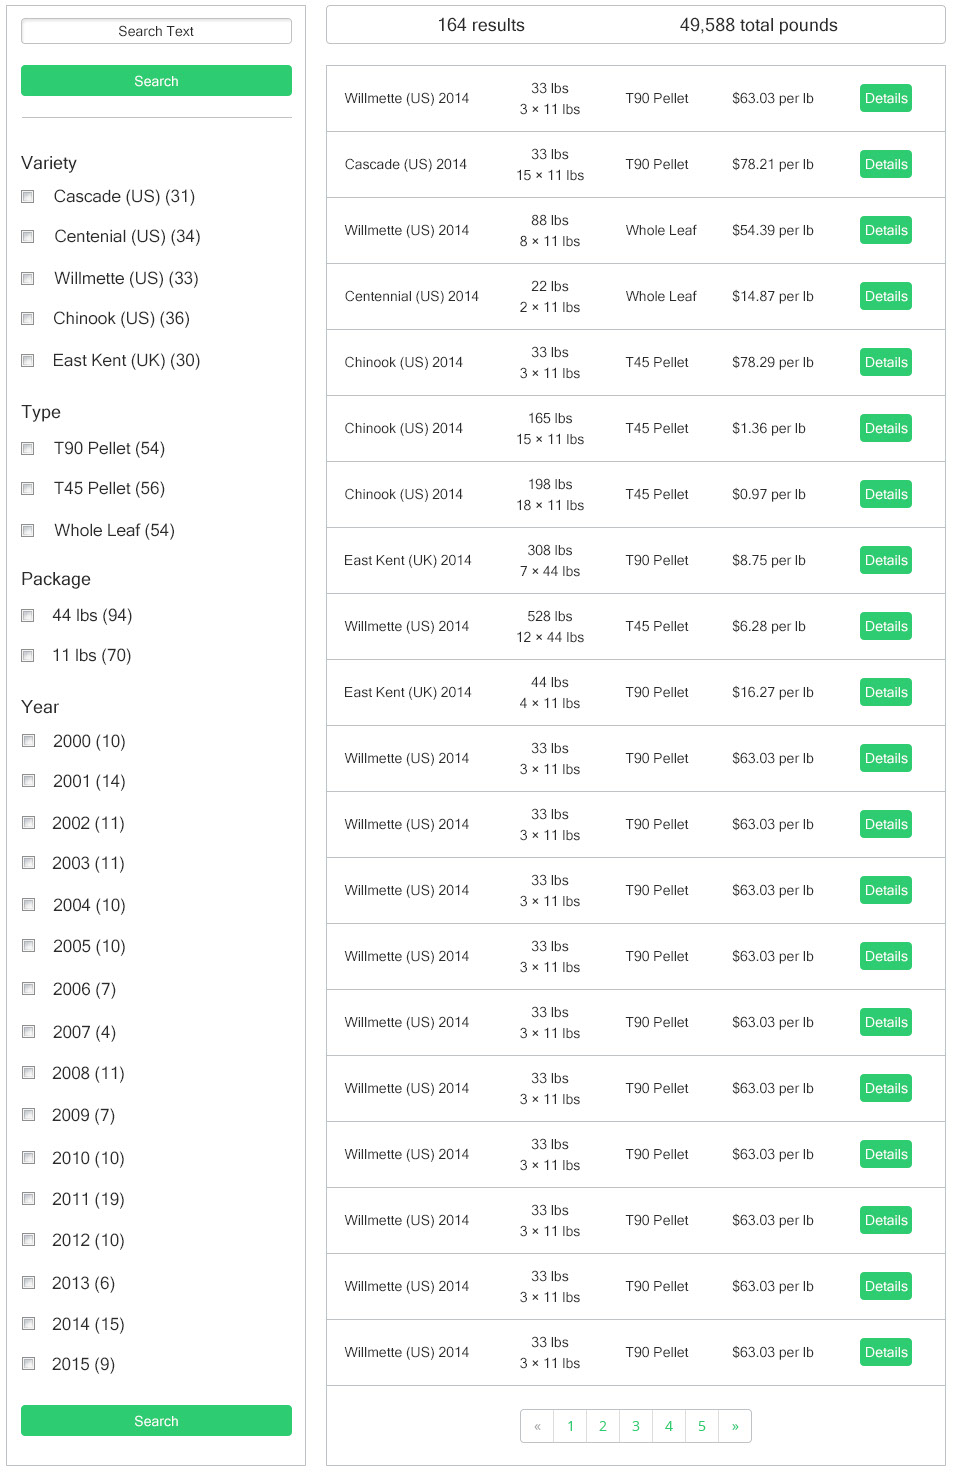 Search Text
Search
Variety
Cascade (US) (31)
Centenial (US) (34)
Willmette (US) (33)
Chinook (US) (36)
East Kent (UK) (30)
Type
T90 Pellet (54)
T45 Pellet (56)
Whole Leaf (54)
Package
44 lbs (94)
11 lbs (70)
Year
2000 (10)
2001 (14)
2002 (11)
2003 (11)
2004 (10)
2005 (10)
2006 (7)
2007 (4)
2008 (11)
2009 (7)
2010 (10)
2011 (19)
2012 (10)
2013 (6)
2014 (15)
2015 (9)
Search
164 results 49,588 total pounds
33 lbs
Willmette (US) 2014 T90 Pellet $63.03 per lb Details
3 × 11 lbs
33 lbs
Cascade (US) 2014 T90 Pellet $78.21 per lb Details
15 × 11 lbs
88 lbs
Willmette (US) 2014 Whole Leaf $54.39 per lb Details
8 × 11 lbs
22 lbs
Centennial (US) 2014 Whole Leaf $14.87 per lb Details
2 × 11 lbs
33 lbs
Chinook (US) 2014 T45 Pellet $78.29 per lb Details
3 × 11 lbs
165 lbs
Chinook (US) 2014 T45 Pellet $1.36 per lb Details
15 × 11 lbs
198 lbs
Chinook (US) 2014 T45 Pellet $0.97 per lb Details
18 × 11 lbs
308 lbs
East Kent (UK) 2014 T90 Pellet $8.75 per lb Details
7 × 44 lbs
528 lbs
Willmette (US) 2014 T45 Pellet $6.28 per lb Details
12 × 44 lbs
44 lbs
East Kent (UK) 2014 T90 Pellet $16.27 per lb Details
4 × 11 lbs
33 lbs
Willmette (US) 2014 T90 Pellet $63.03 per lb Details
3 × 11 lbs
33 lbs
Willmette (US) 2014 T90 Pellet $63.03 per lb Details
3 × 11 lbs
33 lbs
Willmette (US) 2014 T90 Pellet $63.03 per lb Details
3 × 11 lbs
33 lbs
Willmette (US) 2014 T90 Pellet $63.03 per lb Details
3 × 11 lbs
33 lbs
Willmette (US) 2014 T90 Pellet $63.03 per lb Details
3 × 11 lbs
33 lbs
Willmette (US) 2014 T90 Pellet $63.03 per lb Details
3 × 11 lbs
33 lbs
Willmette (US) 2014 T90 Pellet $63.03 per lb Details
3 × 11 lbs
33 lbs
Willmette (US) 2014 T90 Pellet $63.03 per lb Details
3 × 11 lbs
33 lbs
Willmette (US) 2014 T90 Pellet $63.03 per lb Details
3 × 11 lbs
33 lbs
Willmette (US) 2014 T90 Pellet $63.03 per lb Details
3 × 11 lbs
« 1 2 3 4 5 »